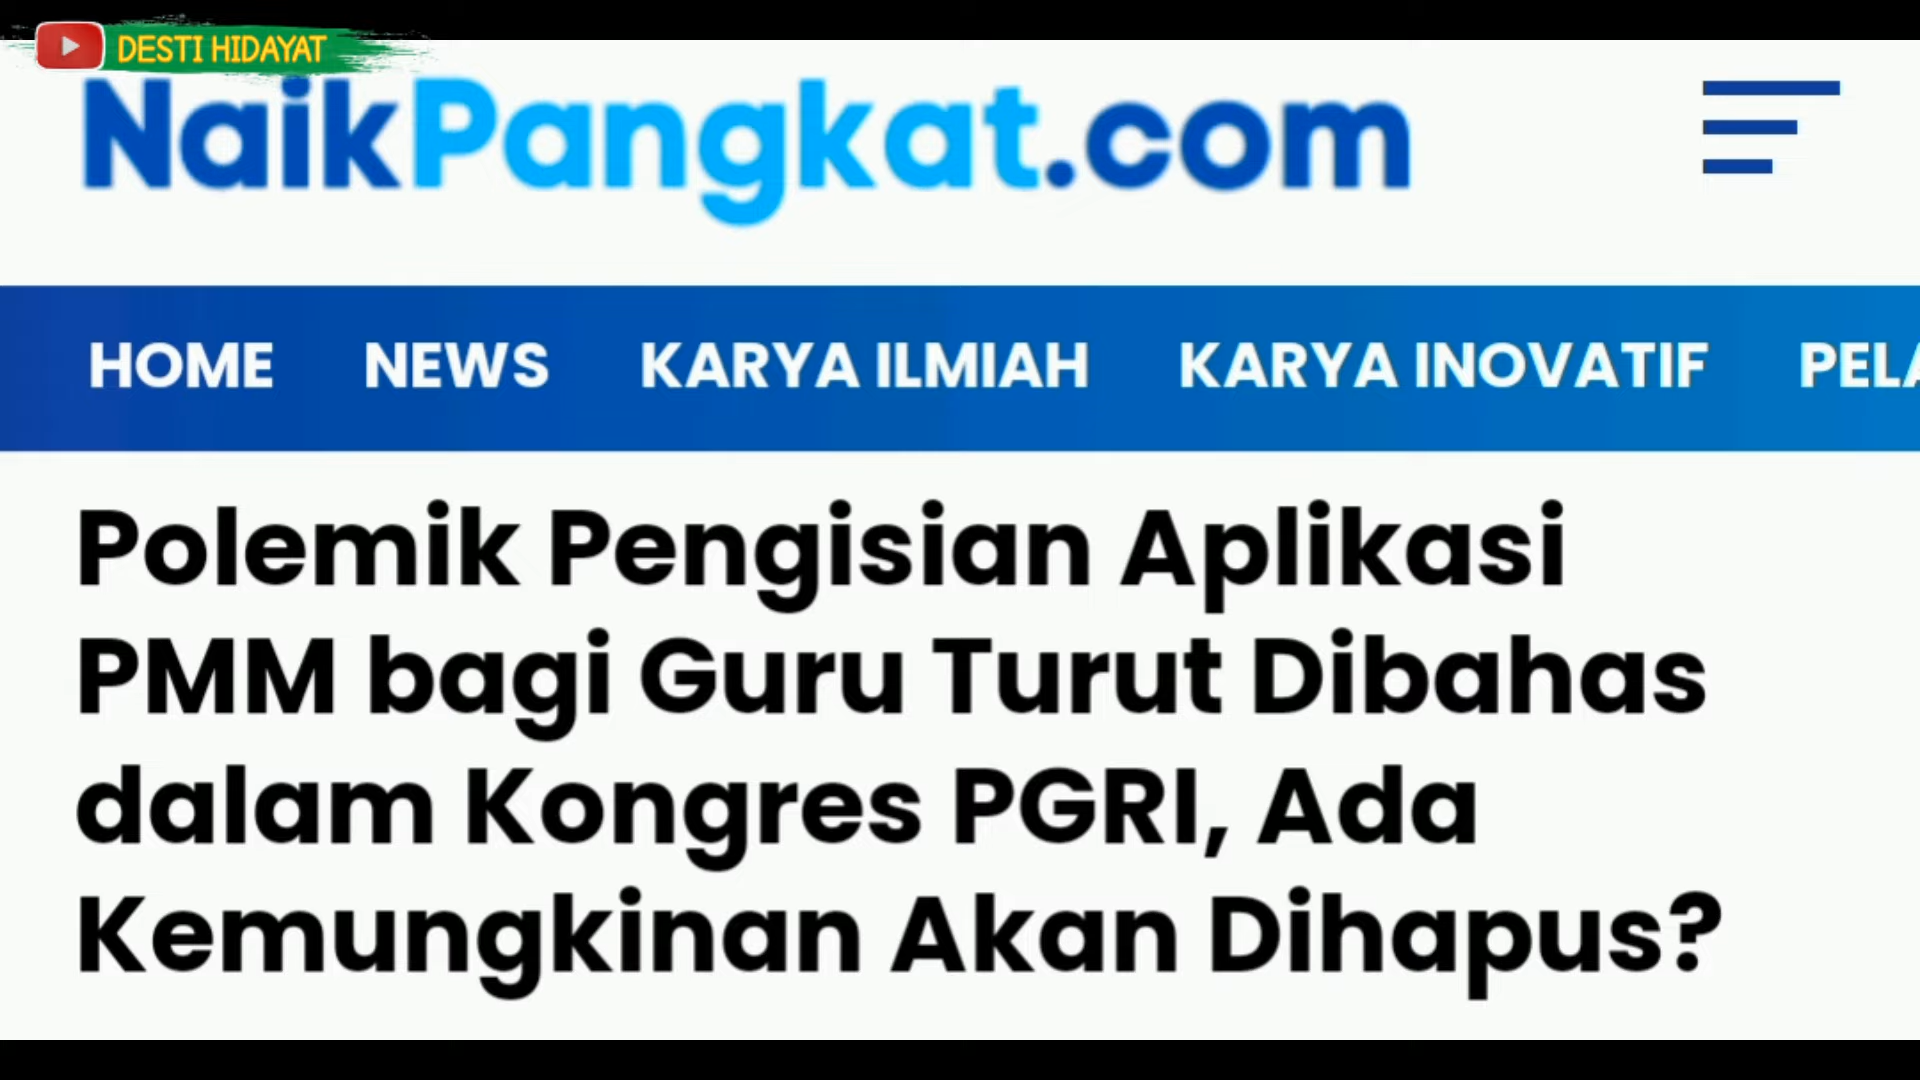 DESTI HIDAYAT
NaikPangkat.com
HOME NEWS KARYA ILMIAH KARYA INOVATIF PELA
Polemik Pengisian Aplikasi
PMM bagi Guru Turut Dibahas
dalam Kongres PGRI, Ada
Kemungkinan Akan Dihapus?